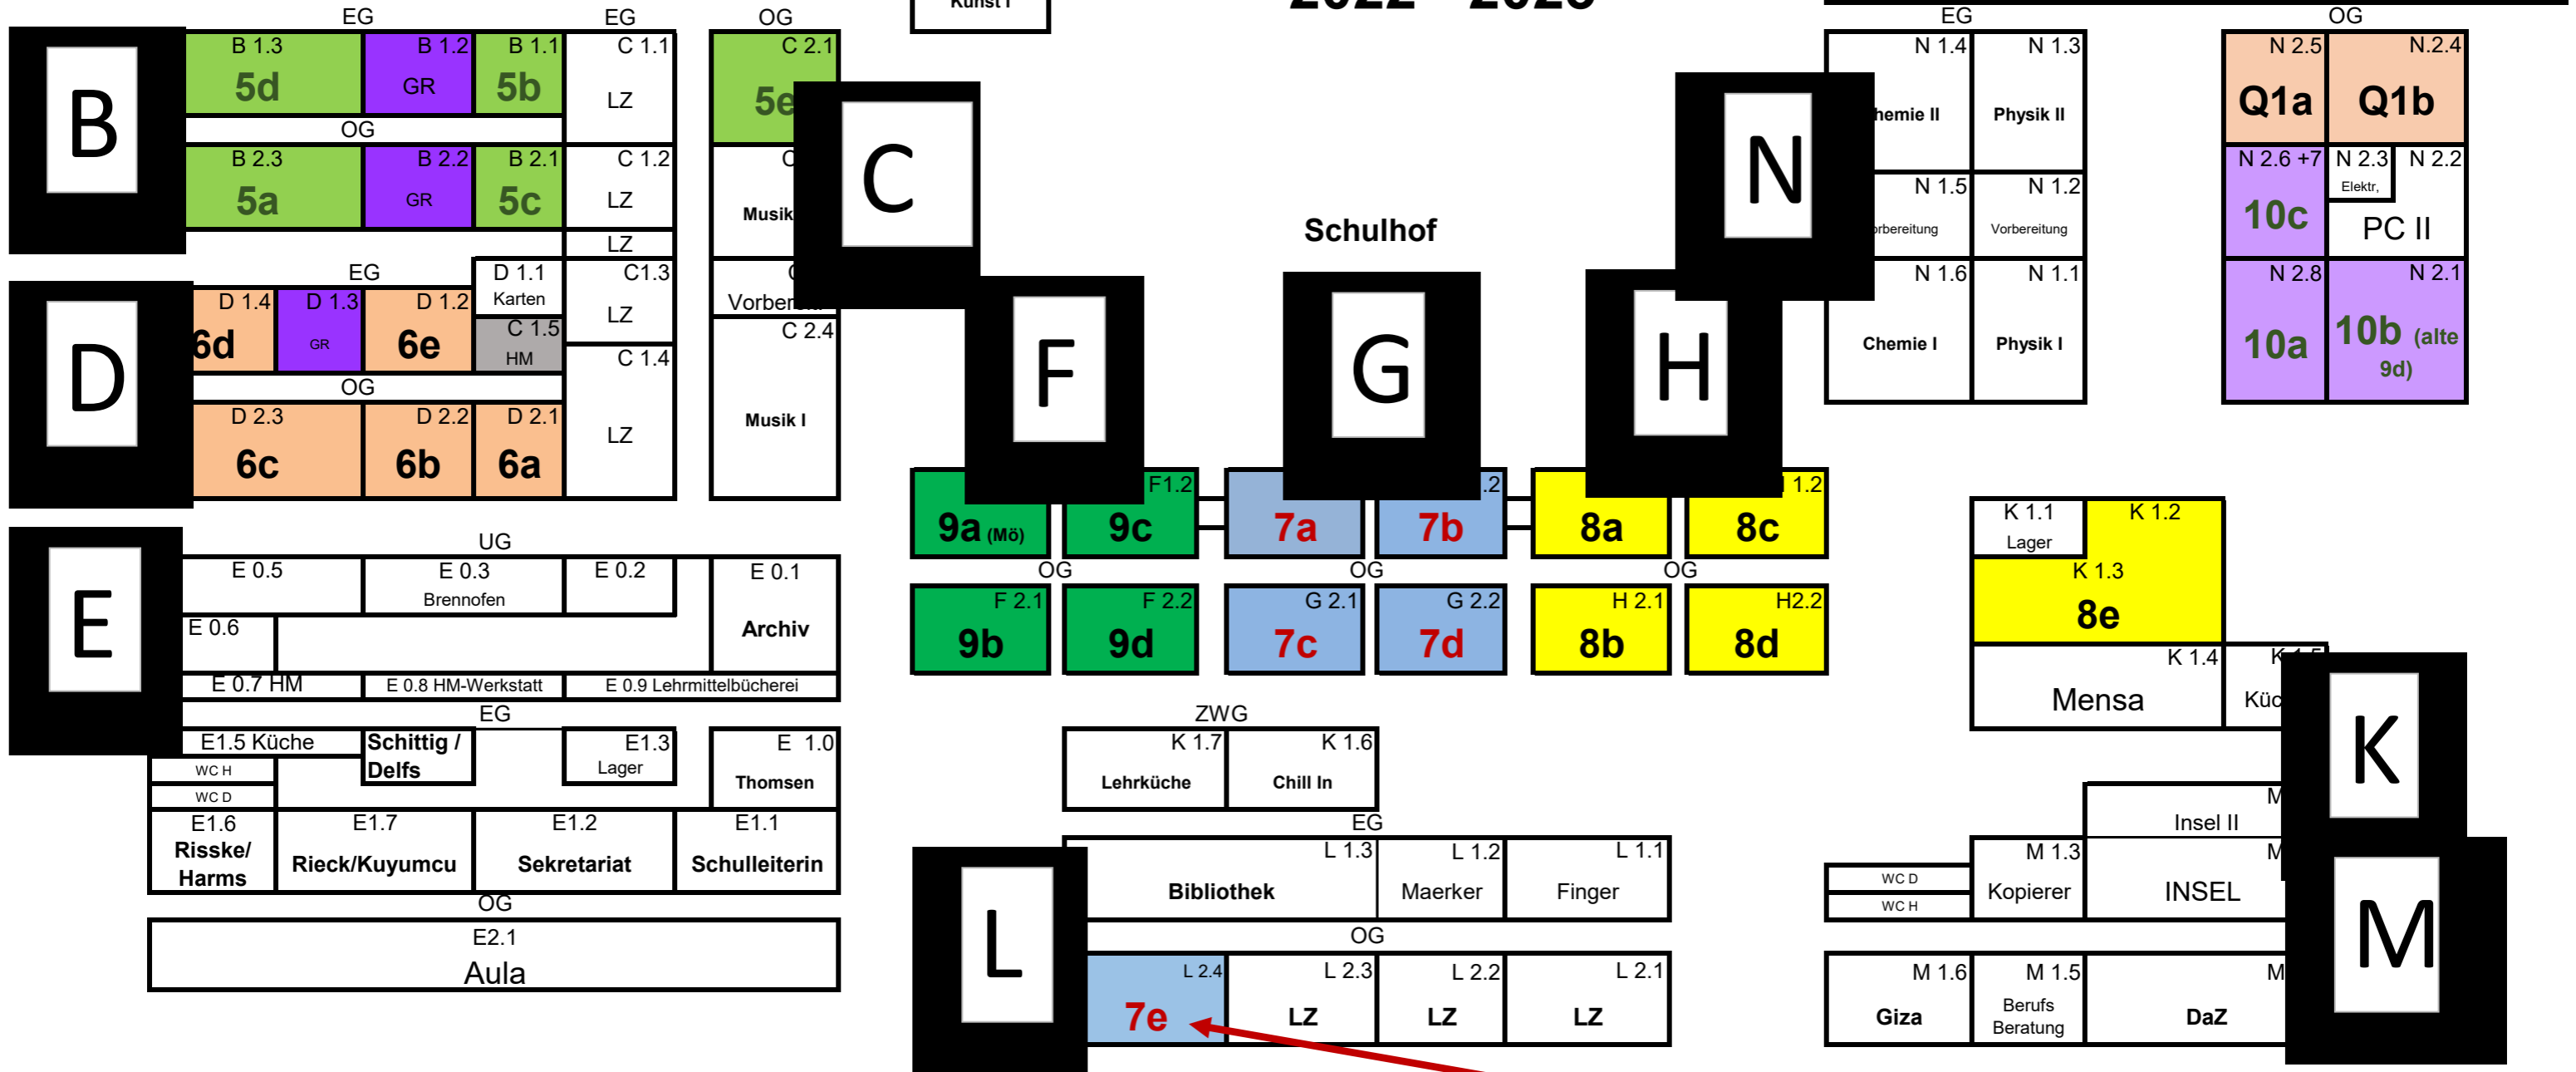 Kunst I
EG
EG
OG
EG
OG
B
B 1.3
5d
B 1.2
GR
B 1.1
5b
C 1.1
LZ
C 2.1
5e
OG
B 2.3
5a
B 2.2
GR
B 2.1
5c
C 1.2
LZ
LZ
Musik
C
N
N 1.4
hemie II
N 1.3
Physik II
N 1.5
orbereitung
N 1.2
Vorbereitung
N 1.6
Chemie I
N 1.1
Physik I
N 2.5
Q1a
N.2.4
Q1b
N 2.6 +7
10c
N 2.3
Elektr,
N 2.2
PC II
N 2.8
10a
N 2.1
10b (alte
9d)
Schulhof
D
EG
D 1.4
6d
D 1.3
GR
D 1.2
6e
D 1.1
Karten
C 1.5
HM
C1.3
LZ
C 1.4
LZ
C 2.4
Musik I
OG
D 2.3
6c
D 2.2
6b
D 2.1
6a
F
G
H
9a (Mö)
F1.2
9c
7a
.2
7b
8a
1.2
8c
OG
OG
OG
F 2.1
9b
F 2.2
9d
G 2.1
7c
G 2.2
7d
H 2.1
8b
H2.2
8d
K 1.1
Lager
K 1.2
K 1.3
8e
K 1.4
Mensa
K
E
UG
E 0.5
E 0.3
Brennofen
E 0.2
E 0.1
Archiv
E 0.6
E 0.7 HM
E 0.8 HM-Werkstatt
E 0.9 Lehrmittelbücherei
EG
E1.5 Küche
Schittig /
Delfs
E1.3
Lager
E 1.0
Thomsen
WC H
WC D
E1.6
Risske/
Harms
E1.7
Rieck/Kuyumcu
E1.2
Sekretariat
E1.1
Schulleiterin
OG
E2.1
Aula
ZWG
K 1.7
Lehrküche
K 1.6
Chill In
EG
L
L 1.3
Bibliothek
L 1.2
Maerker
L 1.1
Finger
OG
L 2.4
7e
L 2.3
LZ
L 2.2
LZ
L 2.1
LZ
M
Insel II
WC D
WC H
M 1.3
Kopierer
INSEL
M 1.6
Giza
M 1.5
Berufs
Beratung
DaZ